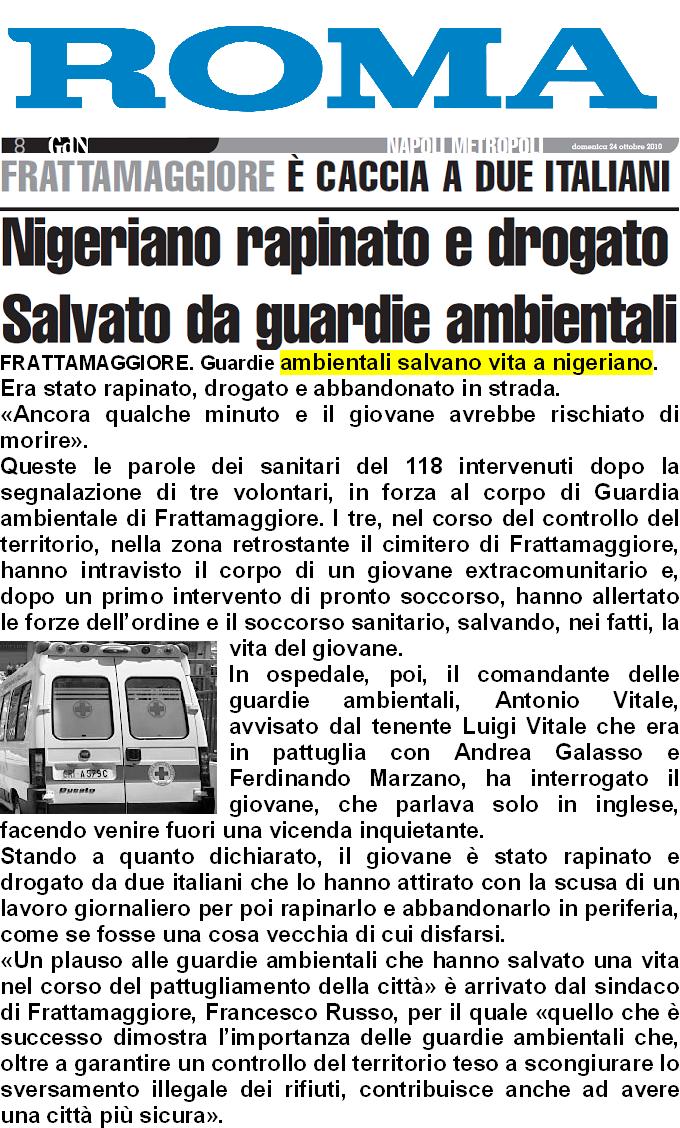 ROMA
8 GdN NAPOLI METROPOLI domenica 24 ottobre 2010
FRATTAMAGGIORE È CACCIA A DUE ITALIANI
Nigeriano rapinato e drogato
Salvato da guardie ambientali
FRATTAMAGGIORE. Guardie ambientali salvano vita a nigeriano.
Era stato rapinato, drogato e abbandonato in strada.
«Ancora qualche minuto e il giovane avrebbe rischiato di
morire».
Queste le parole dei sanitari del 118 intervenuti dopo la
segnalazione di tre volontari, in forza al corpo di Guardia
ambientale di Frattamaggiore. I tre, nel corso del controllo del
territorio, nella zona retrostante il cimitero di Frattamaggiore,
hanno intravisto il corpo di un giovane extracomunitario e,
dopo un primo intervento di pronto soccorso, hanno allertato
le forze dell'ordine e il soccorso sanitario, salvando, nei fatti, la
vita del giovane.
In ospedale, poi, il comandante delle
guardie ambientali, Antonio Vitale,
avvisato dal tenente Luigi Vitale che era
in pattuglia con Andrea Galasso e
Ferdinando Marzano, ha interrogato il
giovane, che parlava solo in inglese,
facendo venire fuori una vicenda inquietante.
Stando a quanto dichiarato, il giovane è stato rapinato e
drogato da due italiani che lo hanno attirato con la scusa di un
lavoro giornaliero per poi rapinarlo e abbandonarlo in periferia,
come se fosse una cosa vecchia di cui disfarsi.
«Un plauso alle guardie ambientali che hanno salvato una vita
nel corso del pattugliamento della città» è arrivato dal sindaco
di Frattamaggiore, Francesco Russo, per il quale «quello che è
successo dimostra l'importanza delle guardie ambientali che,
oltre a garantire un controllo del territorio teso a scongiurare lo
sversamento illegale dei rifiuti, contribuisce anche ad avere
una città più sicura».
Ducato